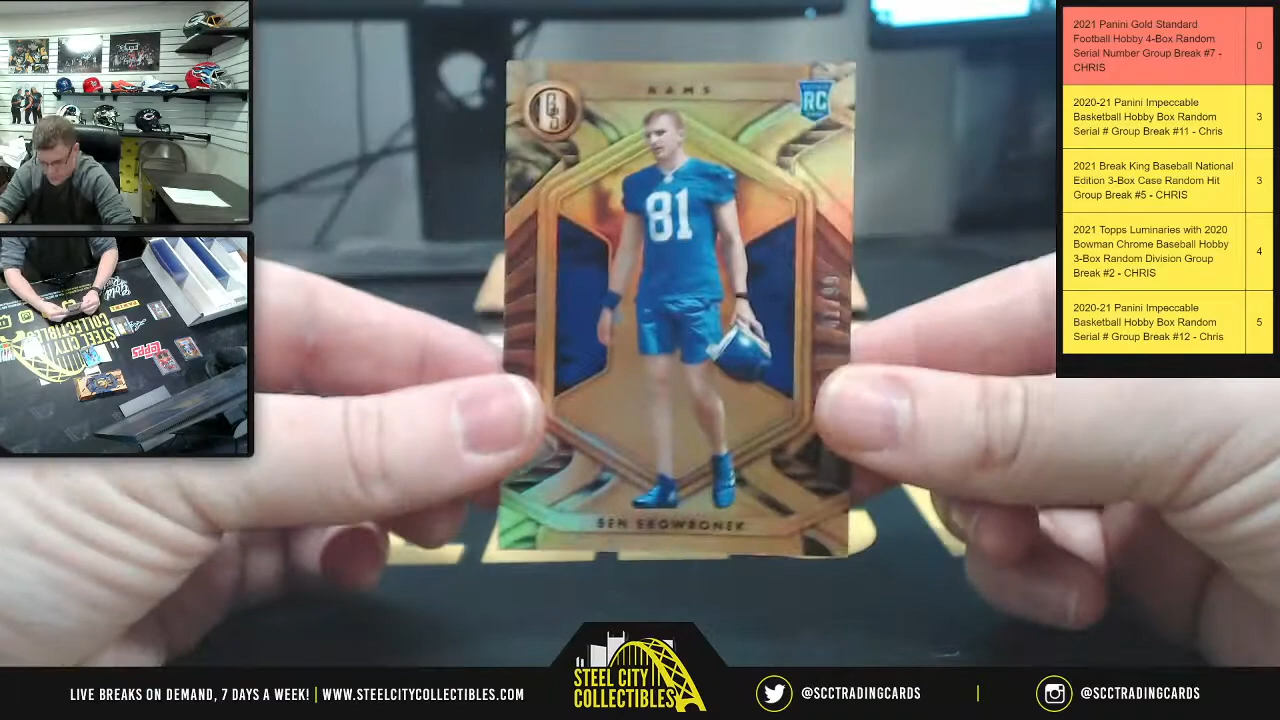 2021 Panini Gold Standard
Football Hobby 4-Box Random
Serial Number Group Break #7 -
CHRIS
0
2020-21 Panini Impeccable
Basketball Hobby Box Random
Serial # Group Break #11 - Chris
3
2021 Break King Baseball National
Edition 3-Box Case Random Hit
Group Break #5 - CHRIS
3
2021 Topps Luminaries with 2020
Bowman Chrome Baseball Hobby
3-Box Random Division Group
Break #2 - CHRIS
4
2020-21 Panini Impeccable
Basketball Hobby Box Random
Serial # Group Break #12 - Chris
5
RAMS
GS
RC
81
BEN SKOWRONEK
STEEL CITY
COLLECTIBLES
Topps
LIVE BREAKS ON DEMAND, 7 DAYS A WEEK! | WWW.STEELCITYCOLLECTIBLES.COM
STEEL CITY
COLLECTIBLES
@SCCTRADINGCARDS
@SCCTRADINGCARDS